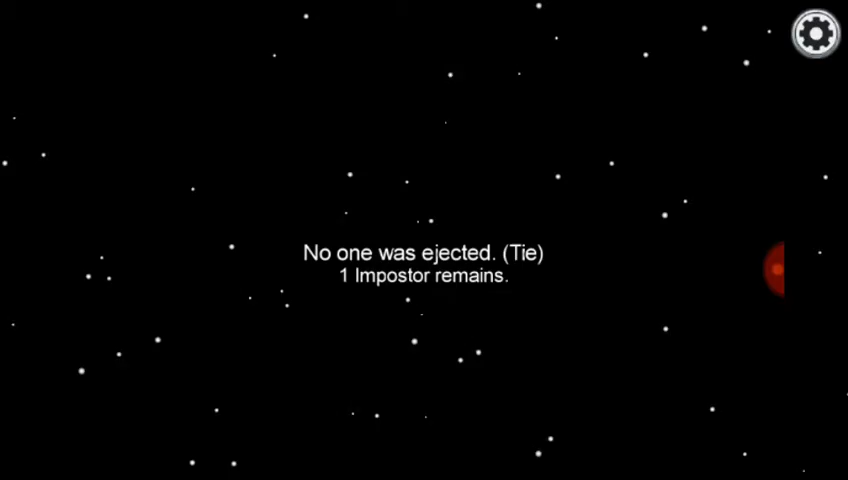 No one was ejected. (Tie)
1 Impostor remains.